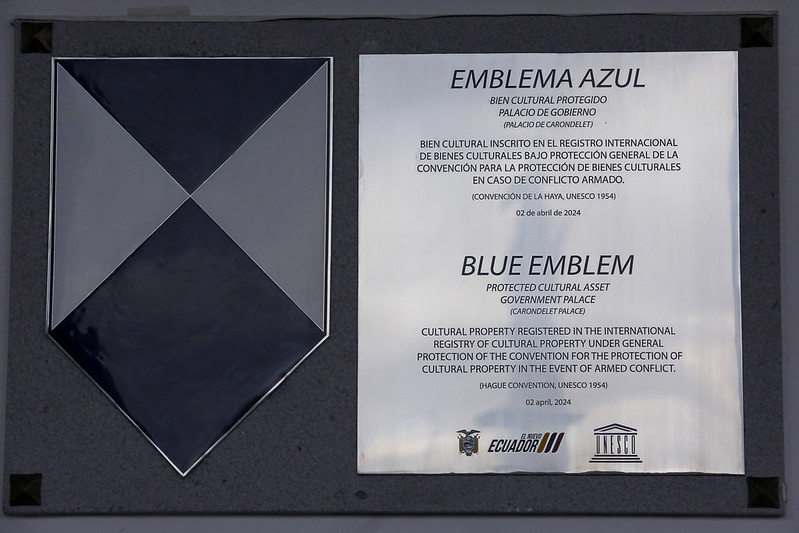 EMBLEMA AZUL
BIEN CULTURAL PROTEGIDO
PALACIO DE GOBIERNO
(PALACIO DE CARONDELET)
BIEN CULTURAL INSCRITO EN EL REGISTRO INTERNACIONAL
DE BIENES CULTURALES BAJO PROTECCIÓN GENERAL DE LA
CONVENCIÓN PARA LA PROTECCIÓN DE BIENES CULTURALES
EN CASO DE CONFLICTO ARMADO.
(CONVENCIÓN DE LA HAYA, UNESCO 1954)
02 de abril de 2024
BLUE EMBLEM
PROTECTED CULTURAL ASSET
GOVERNMENT PALACE
(CARONDELET PALACE)
CULTURAL PROPERTY REGISTERED IN THE INTERNATIONAL
REGISTRY OF CULTURAL PROPERTY UNDER GENERAL
PROTECTION OF THE CONVENTION FOR THE PROTECTION OF
CULTURAL PROPERTY IN THE EVENT OF ARMED CONFLICT.
(HAGUE CONVENTION, UNESCO 1954)
02 april, 2024
EL NUEVO
ECUADOR
UNESCO